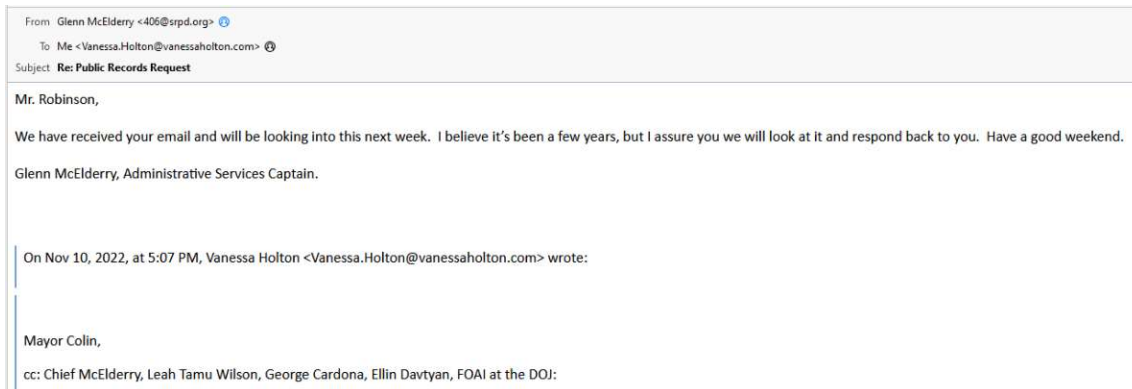 From Glenn McElderry <406@srpd.org>
To Me <Vanessa.Holton@vanessaholton.com>
Subject Re: Public Records Request
Mr. Robinson,
We have received your email and will be looking into this next week.  I believe it's been a few years, but I assure you we will look at it and respond back to you.  Have a good weekend.
Glenn McElderry, Administrative Services Captain.
On Nov 10, 2022, at 5:07 PM, Vanessa Holton <Vanessa.Holton@vanessaholton.com> wrote:
Mayor Colin,
cc: Chief McElderry, Leah Tamu Wilson, George Cardona, Ellin Davtyan, FOAI at the DOJ: